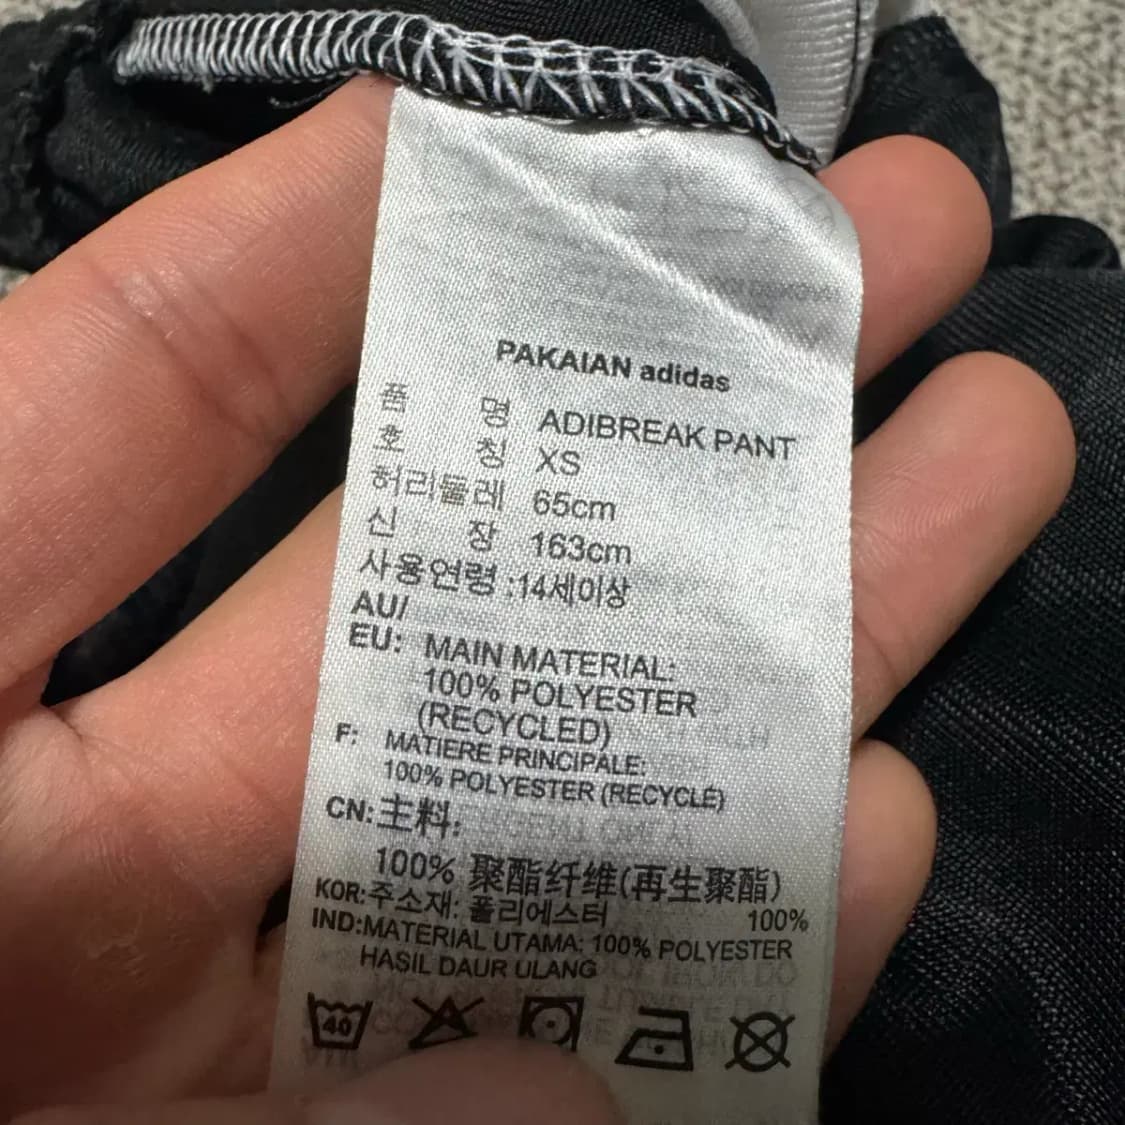 PAKAIAN adidas
품 명 ADIBREAK PANT
호 칭 XS
허리둘레 65cm
신 장 163cm
사용연령 :14세이상
AU/
EU: MAIN MATERIAL:
100% POLYESTER
(RECYCLED)
F: MATIERE PRINCIPALE:
100% POLYESTER (RECYCLÉ)
CN:主料:
100% 聚酯纤维(再生聚酯)
KOR:주소재: 폴리에스터 100%
IND:MATERIAL UTAMA: 100% POLYESTER
HASIL DAUR ULANG
40